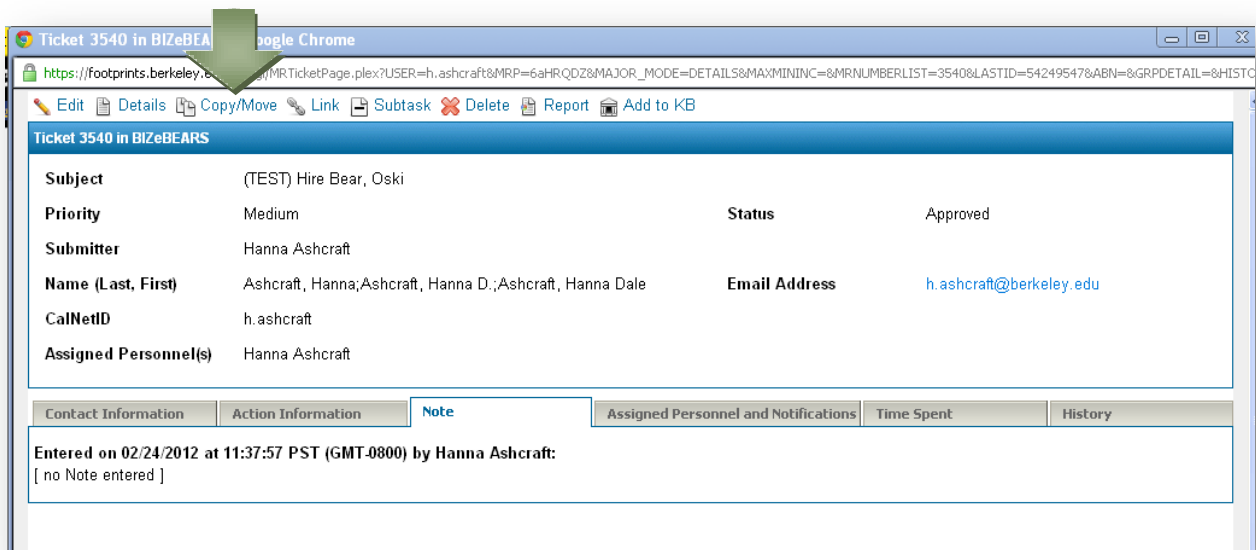 Ticket 3540 in BIZeBEA oogle Chrome
https://footprints.berkeley.e MRTicketPage.plex?USER=h.ashcraft&MRP=6aHRQDZ&MAJOR_MODE=DETAILS&MAXMININC=&MRNUMBERLIST=3540&LASTID=54249547&ABN=&GRPDETAIL=&HISTO
Edit Details Copy/Move Link Subtask Delete Report Add to KB
Ticket 3540 in BIZeBEARS
Subject (TEST) Hire Bear, Oski
Priority Medium Status Approved
Submitter Hanna Ashcraft
Name (Last, First) Ashcraft, Hanna;Ashcraft, Hanna D.;Ashcraft, Hanna Dale Email Address h.ashcraft@berkeley.edu
CalNetID h.ashcraft
Assigned Personnel(s) Hanna Ashcraft
Contact Information Action Information Note Assigned Personnel and Notifications Time Spent History
Entered on 02/24/2012 at 11:37:57 PST (GMT-0800) by Hanna Ashcraft:
[ no Note entered ]